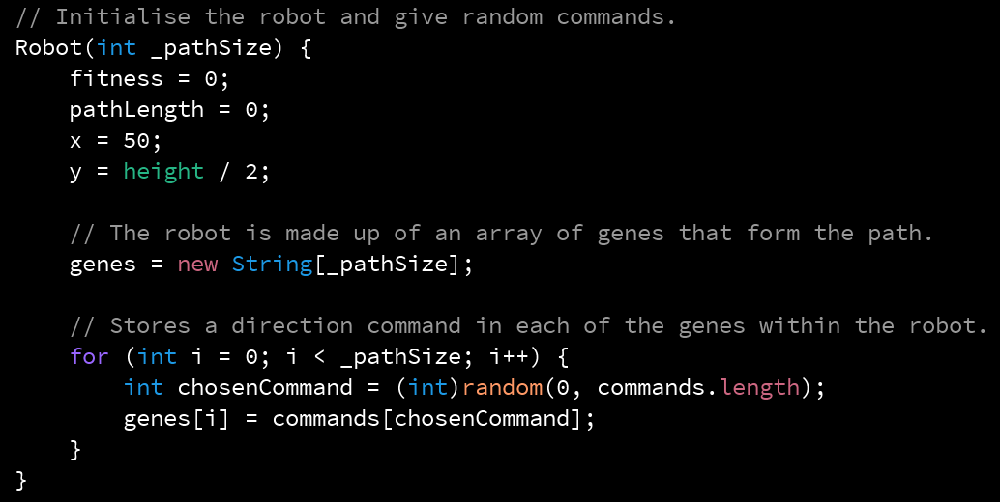 // Initialise the robot and give random commands.
Robot(int _pathSize) {
    fitness = 0;
    pathLength = 0;
    x = 50;
    y = height / 2;

    // The robot is made up of an array of genes that form the path.
    genes = new String[_pathSize];

    // Stores a direction command in each of the genes within the robot.
    for (int i = 0; i < _pathSize; i++) {
        int chosenCommand = (int)random(0, commands.length);
        genes[i] = commands[chosenCommand];
    }
}